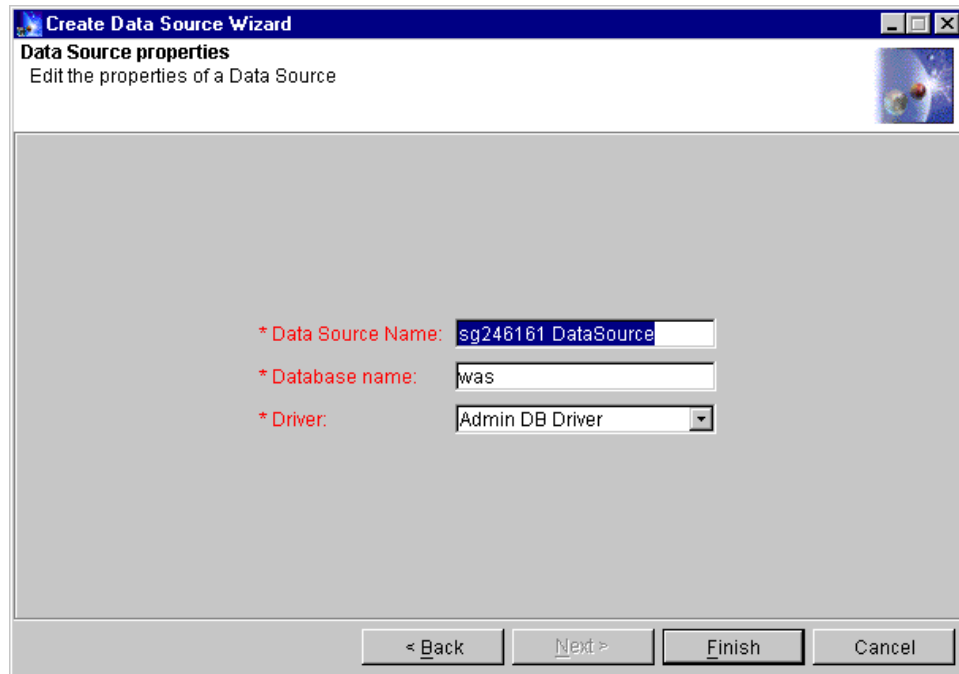 Create Data Source Wizard
Data Source properties
Edit the properties of a Data Source
* Data Source Name: sg246161 DataSource
* Database name: was
* Driver: Admin DB Driver
< Back Next > Finish Cancel